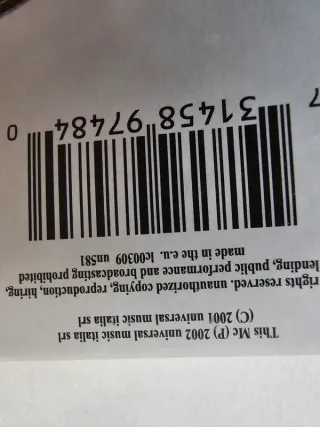 This Mc (P) 2002 universal music italia srl
(C) 2001 universal music italia srl
rights reserved. unauthorized copying, reproduction, hiring,
lending, public performance and broadcasting prohibited
made in the e.u. lc00309 un581
7 31458 97484 0